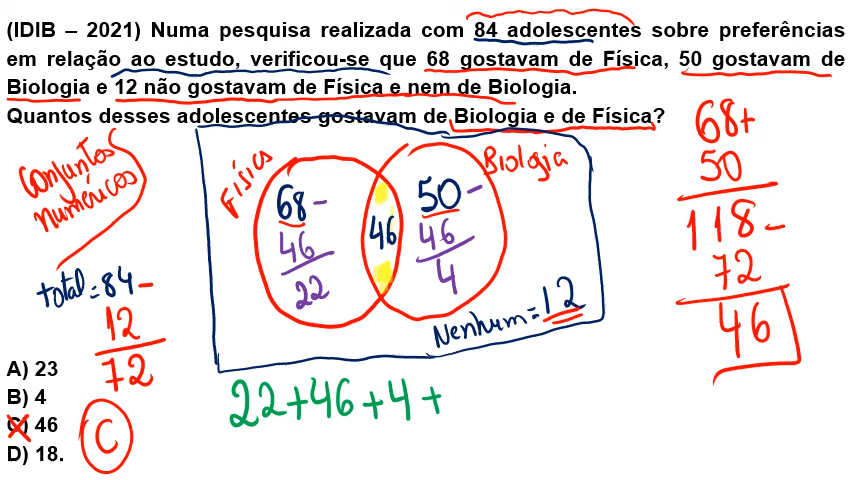 (IDIB – 2021) Numa pesquisa realizada com 84 adolescentes sobre preferências
em relação ao estudo, verificou-se que 68 gostavam de Física, 50 gostavam de
Biologia e 12 não gostavam de Física e nem de Biologia.
Quantos desses adolescentes gostavam de Biologia e de Física?
Conjuntos
numéricos
total = 84 -
12
72
Física
68 -
46
22
46
Biologia
50 -
46
4
Nenhum = 12
68 +
50
118 -
72
46
A) 23
B) 4
C) 46
D) 18.
C
22 + 46 + 4 +